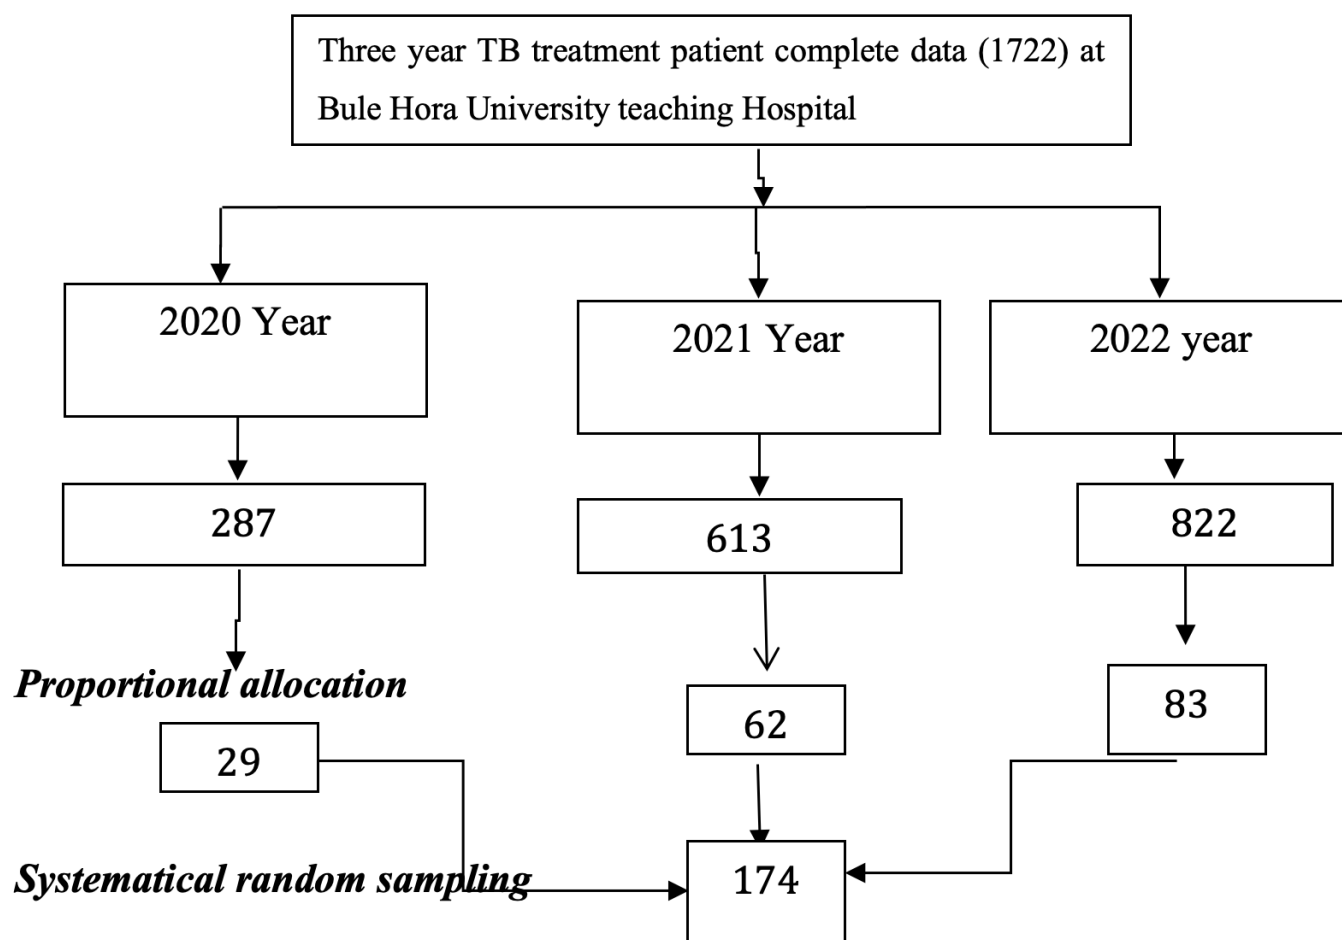 Three year TB treatment patient complete data (1722) at
Bule Hora University teaching Hospital
2020 Year
2021 Year
2022 year
287
613
822
Proportional allocation
29
62
83
Systematical random sampling
174